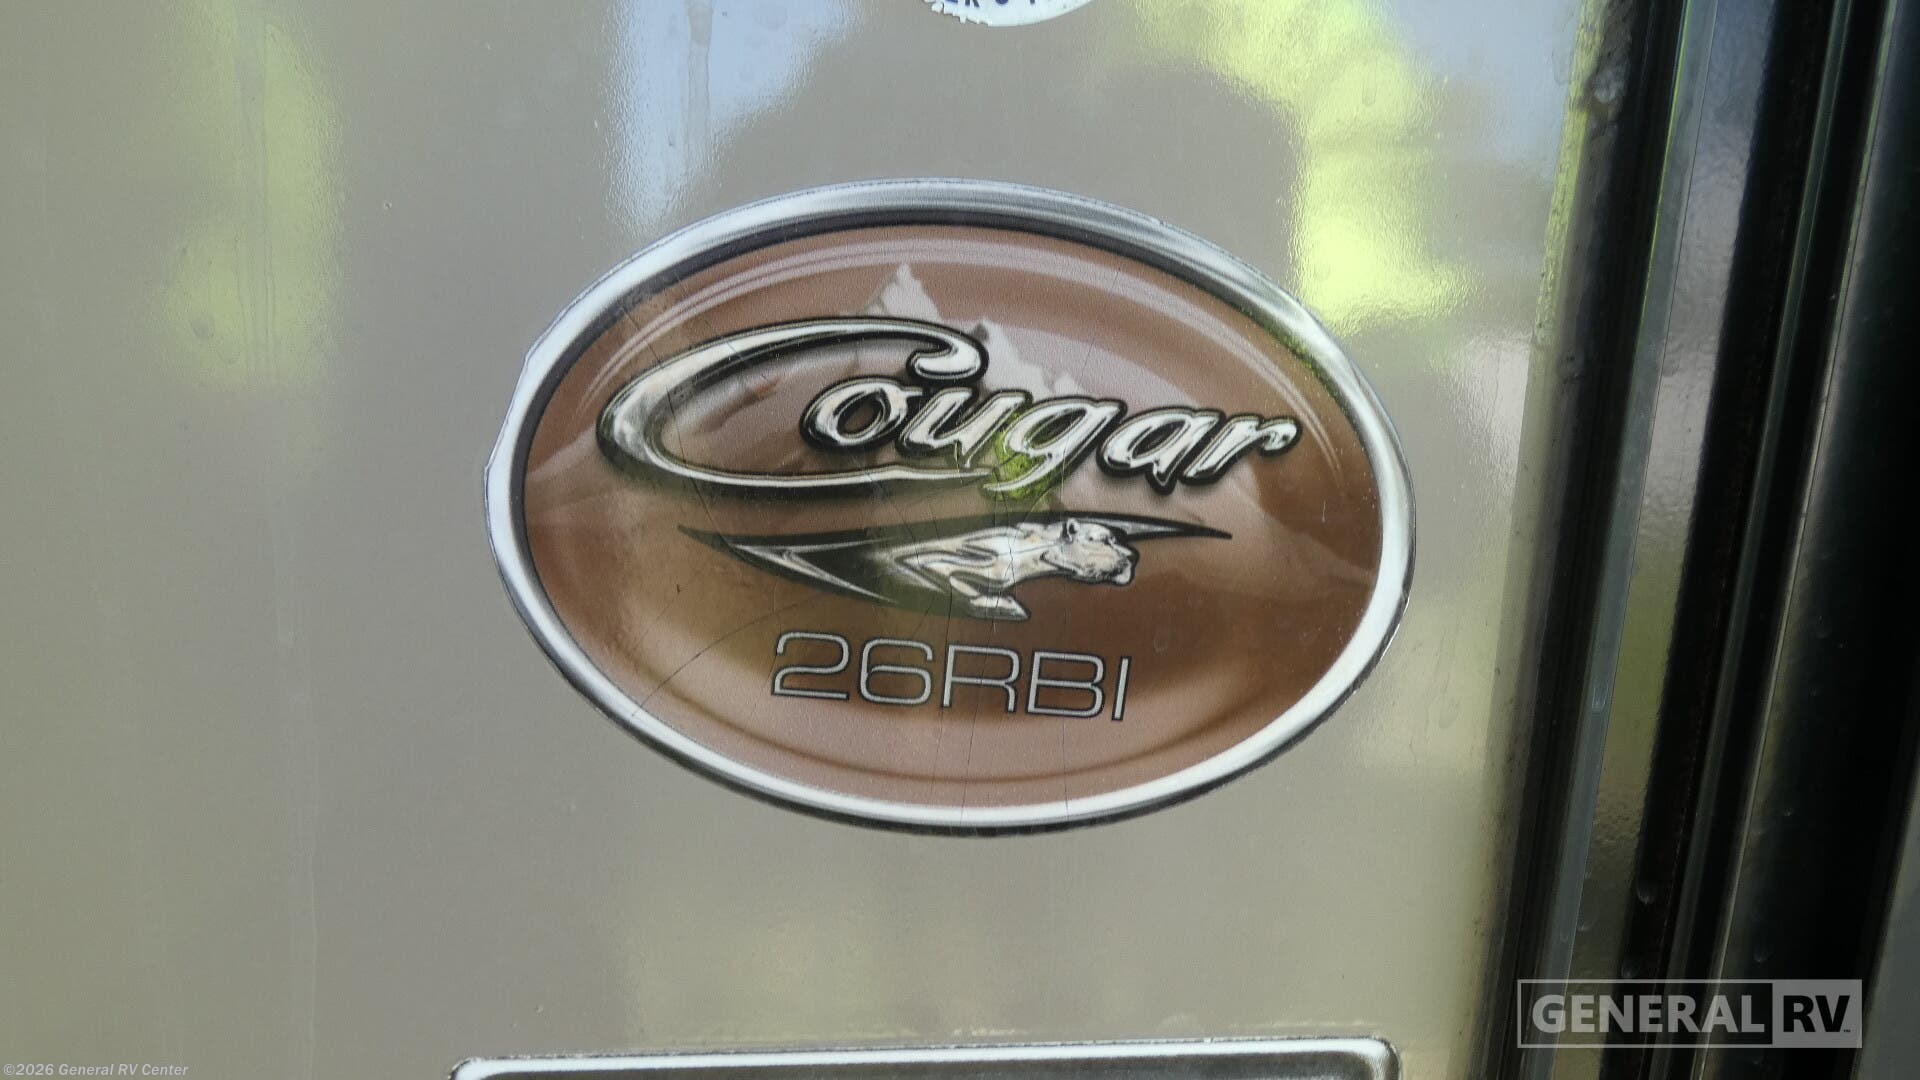 Cougar
26RBI
GENERAL RV
©2026 General RV Center